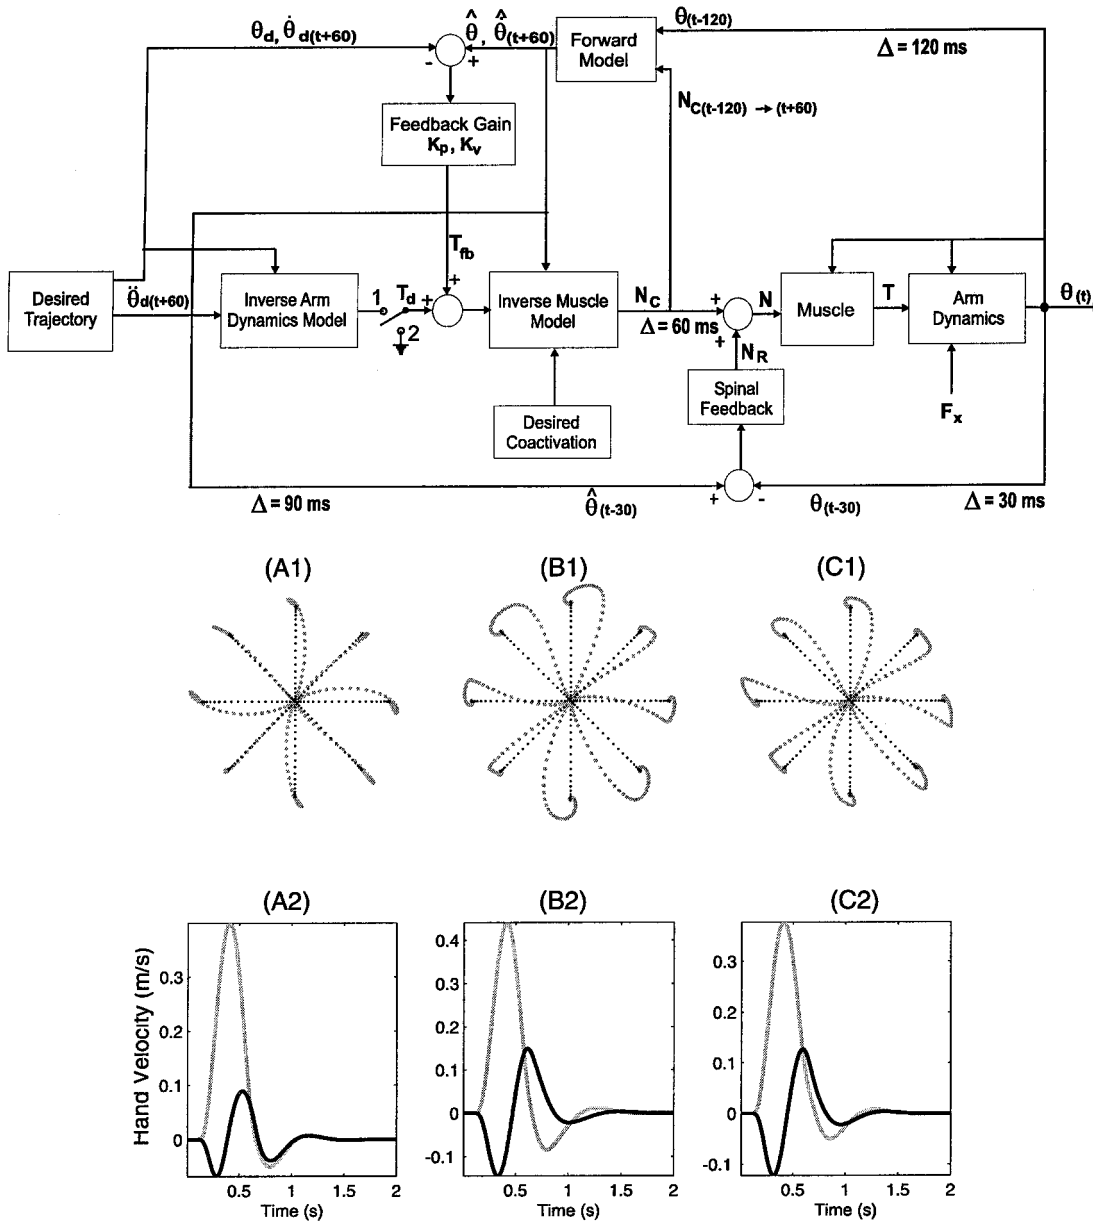 θd, θ̇d(t+60)
θ̂, θ̇̂(t+60)
Forward
Model
θ(t-120)
Δ = 120 ms
- +
NC(t-120) → (t+60)
Feedback Gain
Kp, Kv
Tfb
+
Desired
Trajectory
θ̈d(t+60)
Inverse Arm
Dynamics Model
1
Td
+
2
Inverse Muscle
Model
NC
Δ = 60 ms
+
+
N
Muscle
T
Arm
Dynamics
θ(t)
NR
Spinal
Feedback
Fx
Desired
Coactivation
Δ = 90 ms
θ̂(t-30)
+ -
θ(t-30)
Δ = 30 ms
(A1) (B1) (C1)
(A2) (B2) (C2)
Hand Velocity (m/s)
0.3
0.2
0.1
0
0.5 1 1.5 2
Time (s)
0.4
0.3
0.2
0.1
0
-0.1
0.5 1 1.5 2
Time (s)
0.3
0.2
0.1
0
-0.1
0.5 1 1.5 2
Time (s)